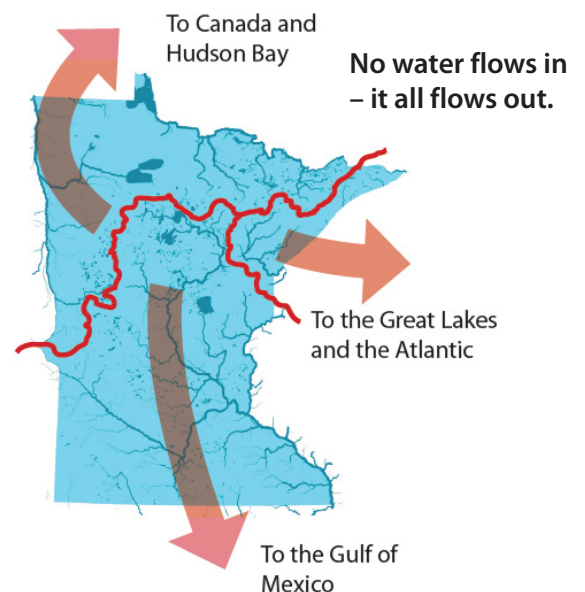 To Canada and
Hudson Bay
No water flows in
– it all flows out.
To the Great Lakes
and the Atlantic
To the Gulf of
Mexico